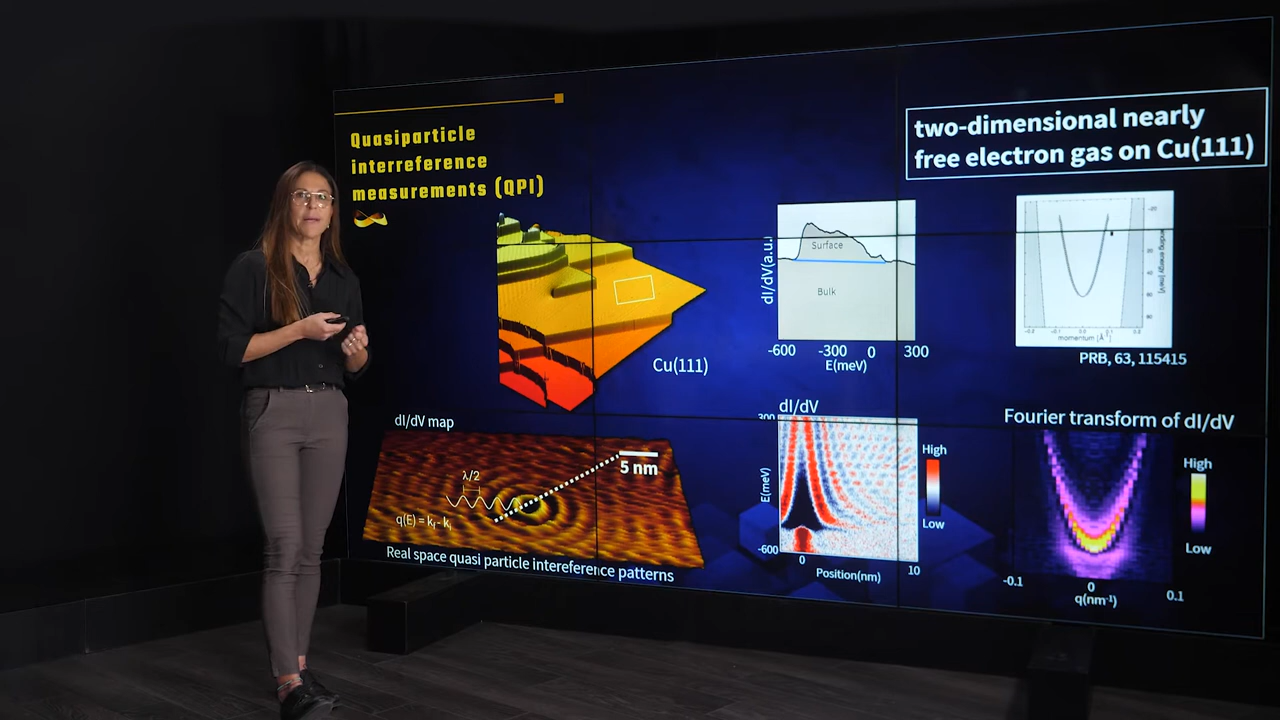 Quasiparticle
interreference
measurements (QPI)
two-dimensional nearly
free electron gas on Cu(111)
Cu(111)
dI/dV(a.u.)
Surface
Bulk
-600 -300 0 300
E(meV)
momentum [Å⁻¹]
PRB, 63, 115415
dI/dV map
λ/2
5 nm
q(E) = kf - ki
Real space quasi particle intereference patterns
dI/dV
300
E(meV)
-600
0 10
Position(nm)
High
Low
Fourier transform of dI/dV
High
Low
-0.1 0 0.1
q(nm⁻¹)